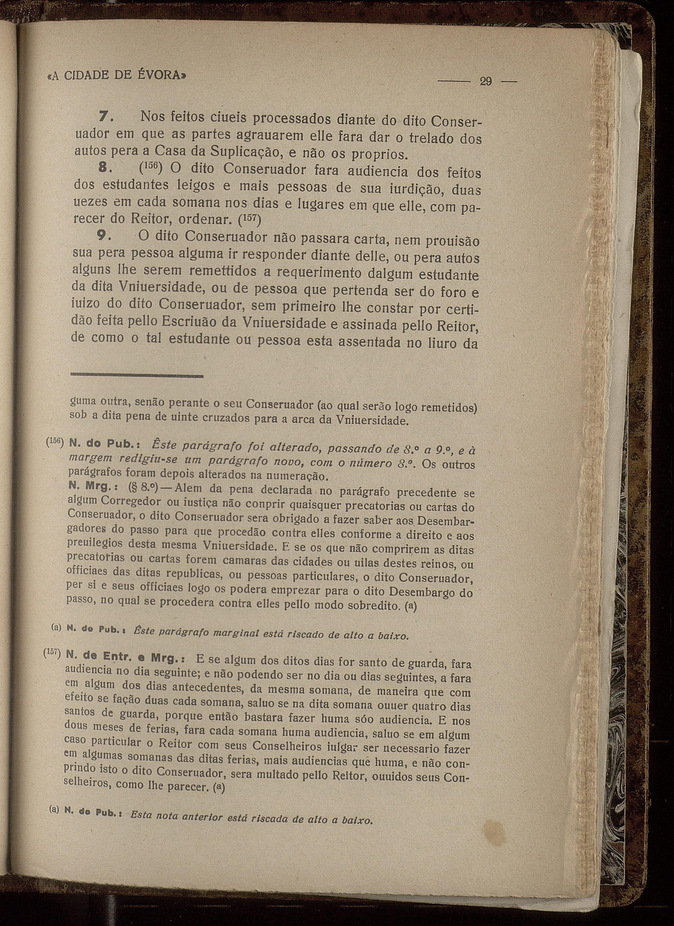 «A CIDADE DE ÉVORA» —— 29 —
7. Nos feitos ciueis processados diante do dito Conser-
uador em que as partes agrauarem elle fara dar o trelado dos
autos pera a Casa da Suplicação, e não os proprios.
8. (156) O dito Conseruador fara audiencia dos feitos
dos estudantes leigos e mais pessoas de sua iurdição, duas
uezes em cada semana nos dias e lugares em que elle, com pa-
recer do Reitor, ordenar. (157)
9. O dito Conseruador não passara carta, nem prouisão
sua pera pessoa alguma ir responder diante delle, ou pera autos
alguns lhe serem remettidos a requerimento dalgum estudante
da dita Vniuersidade, ou de pessoa que pertenda ser do foro e
iuizo do dito Conseruador, sem primeiro lhe constar por certi-
dão feita pello Escriuão da Vniuersidade e assinada pello Reitor,
de como o tal estudante ou pessoa esta assentada no liuro da
guma outra, senão perante o seu Conseruador (ao qual serão logo remetidos)
sob a dita pena de uinte cruzados para a arca da Vniuersidade.
(156) N. do Pub.: Êste parágrafo foi alterado, passando de 8.º a 9.º, e à
margem redigiu-se um parágrafo novo, com o número 8.º. Os outros
parágrafos foram depois alterados na numeração.
N. Mrg.: (§ 8.º) — Alem da pena declarada no parágrafo precedente se
algum Corregedor ou iustiça não conprir quaisquer precatorias ou cartas do
Conseruador, o dito Conseruador sera obrigado a fazer saber aos Desembar-
gadores do passo para que procedão contra elles conforme a direito e aos
preuilegios desta mesma Vniuersidade. E se os que não comprirem as ditas
precatorias ou cartas forem camaras das cidades ou uilas destes reinos, ou
officiaes das ditas republicas, ou pessoas particulares, o dito Conseruador,
per si e seus officiaes logo os podera emprezar para o dito Desembargo do
passo, no qual se procedera contra elles pello modo sobredito. (a)
(a) N. do Pub.: Êste parágrafo marginal está riscado de alto a baixo.
(157) N. de Entr. e Mrg.: E se algum dos ditos dias for santo de guarda, fara
audiencia no dia seguinte; e não podendo ser no dia ou dias seguintes, a fara
em algum dos dias antecedentes, da mesma somana, de maneira que com
efeito se fação duas cada somana, saluo se na dita somana ouuer quatro dias
santos de guarda, porque então bastara fazer huma sóo audiencia. E nos
dous meses de ferias, fara cada somana huma audiencia, saluo se em algum
caso particular o Reitor com seus Conselheiros iulgar ser necessario fazer
em algumas somanas das ditas ferias, mais audiencias que huma, e não con-
prindo isto o dito Conseruador, sera multado pello Reitor, ouuidos seus Con-
selheiros, como lhe parecer. (a)
(a) N. do Pub.: Esta nota anterior está riscada de alto a baixo.